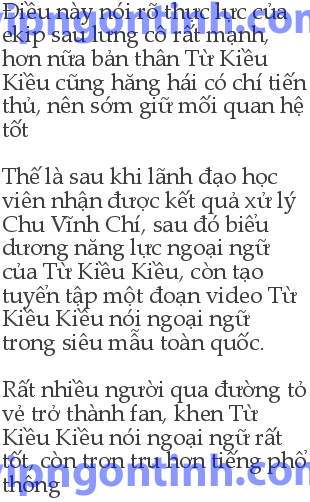 Điều này nói rõ thực lực của
ekip sau lưng cô rất mạnh,
hơn nữa bản thân Từ Kiều
Kiều cũng hăng hái có chí tiến
thủ, nên sớm giữ mối quan hệ
tốt
Thế là sau khi lãnh đạo học
viên nhận được kết quả xử lý
Chu Vĩnh Chí, sau đó biểu
dương năng lực ngoại ngữ
của Từ Kiều Kiều, còn tạo
tuyển tập một đoạn video Từ
Kiều Kiều nói ngoại ngữ
trong siêu mẫu toàn quốc.
Rất nhiều người qua đường tỏ
vẻ trở thành fan, khen Từ
Kiều Kiều nói ngoại ngữ rất
tốt, còn trơn tru hơn tiếng phổ
thông
vipngontinh.com